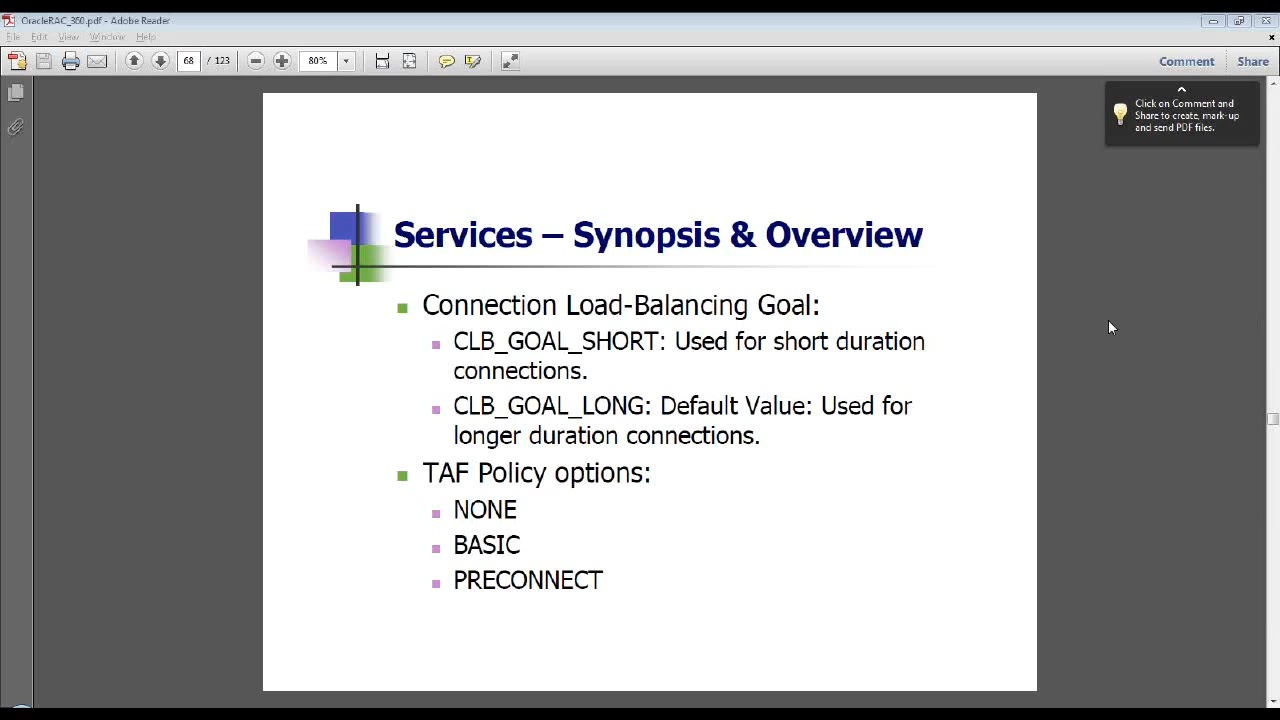 OracleRAC_360.pdf - Adobe Reader
File Edit View Window Help
68 / 123 80% Comment Share
Click on Comment and
Share to create, mark-up
and send PDF files.
Services – Synopsis & Overview
Connection Load-Balancing Goal:
CLB_GOAL_SHORT: Used for short duration
connections.
CLB_GOAL_LONG: Default Value: Used for
longer duration connections.
TAF Policy options:
NONE
BASIC
PRECONNECT